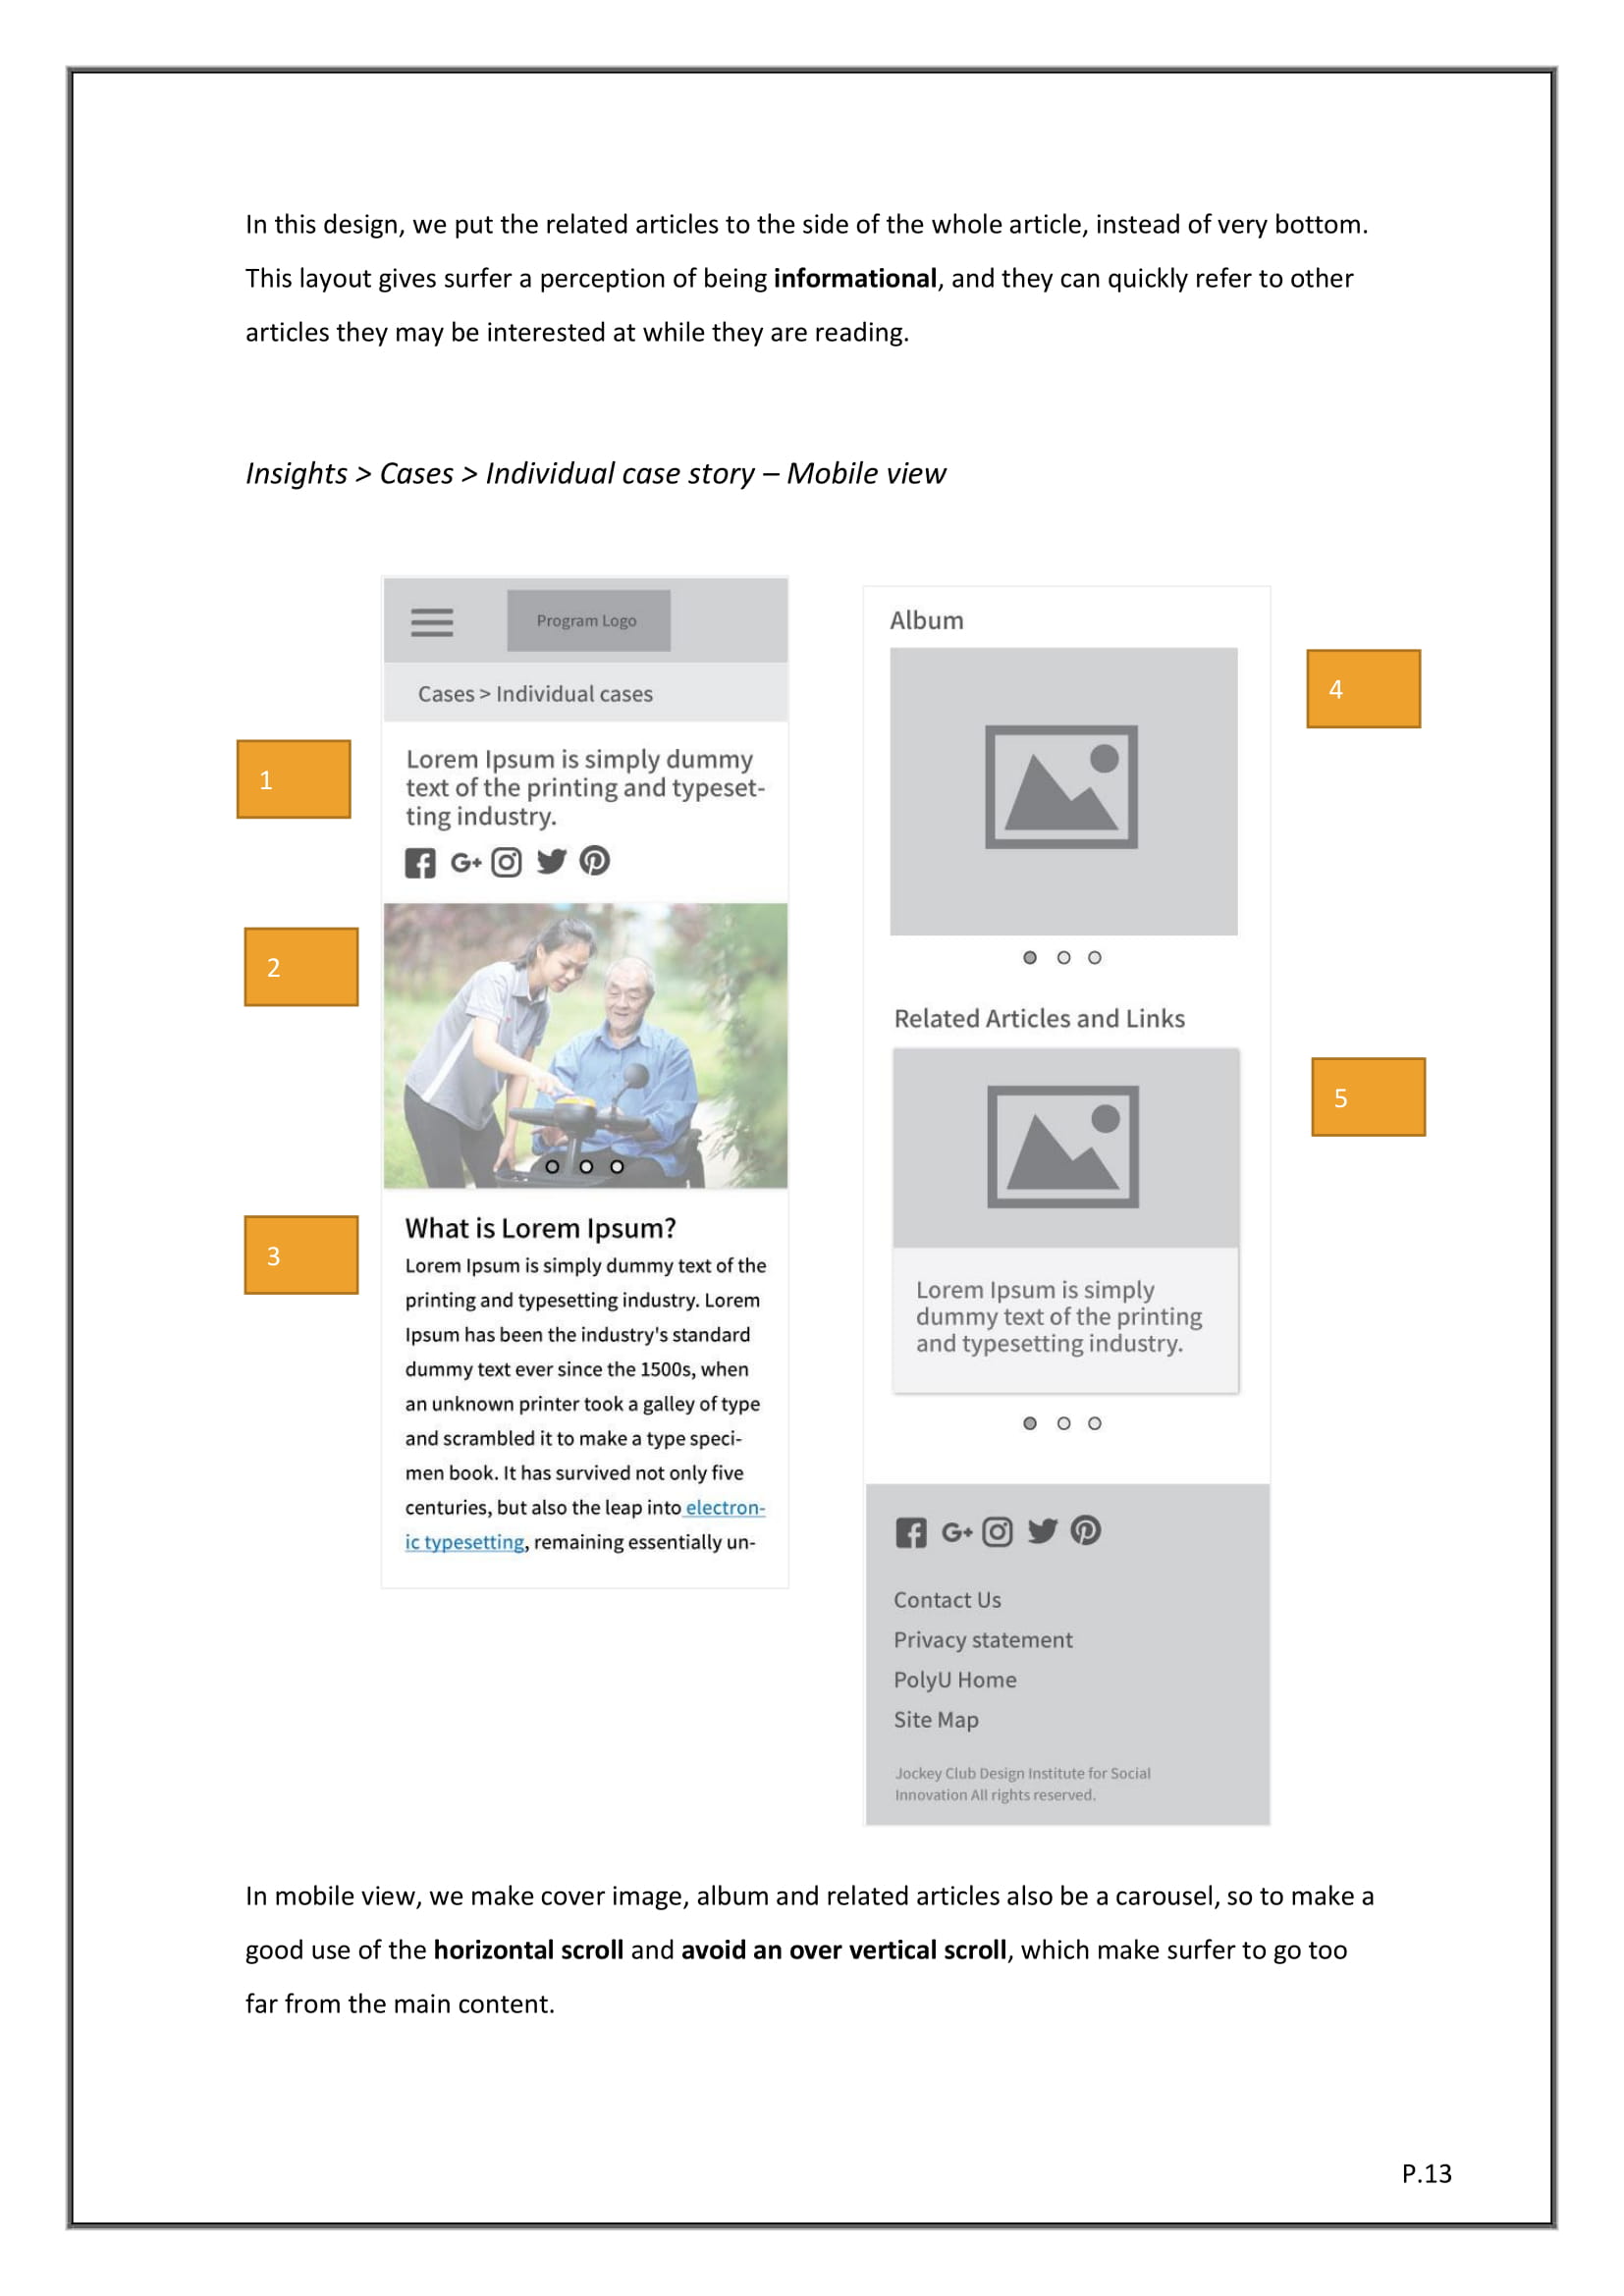 In this design, we put the related articles to the side of the whole article, instead of very bottom.
This layout gives surfer a perception of being informational, and they can quickly refer to other
articles they may be interested at while they are reading.
Insights > Cases > Individual case story – Mobile view
Program Logo
Cases > Individual cases
1
Lorem Ipsum is simply dummy
text of the printing and typeset-
ting industry.
2
3
What is Lorem Ipsum?
Lorem Ipsum is simply dummy text of the
printing and typesetting industry. Lorem
Ipsum has been the industry's standard
dummy text ever since the 1500s, when
an unknown printer took a galley of type
and scrambled it to make a type speci-
men book. It has survived not only five
centuries, but also the leap into electron-
ic typesetting, remaining essentially un-
Album
4
Related Articles and Links
5
Lorem Ipsum is simply
dummy text of the printing
and typesetting industry.
Contact Us
Privacy statement
PolyU Home
Site Map
Jockey Club Design Institute for Social
Innovation All rights reserved.
In mobile view, we make cover image, album and related articles also be a carousel, so to make a
good use of the horizontal scroll and avoid an over vertical scroll, which make surfer to go too
far from the main content.
P.13